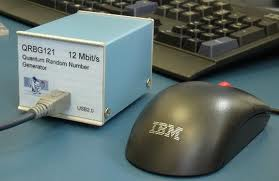 QRBG121 12 Mbit/s
Quantum Random Number
Generator
USB2.0
IBM